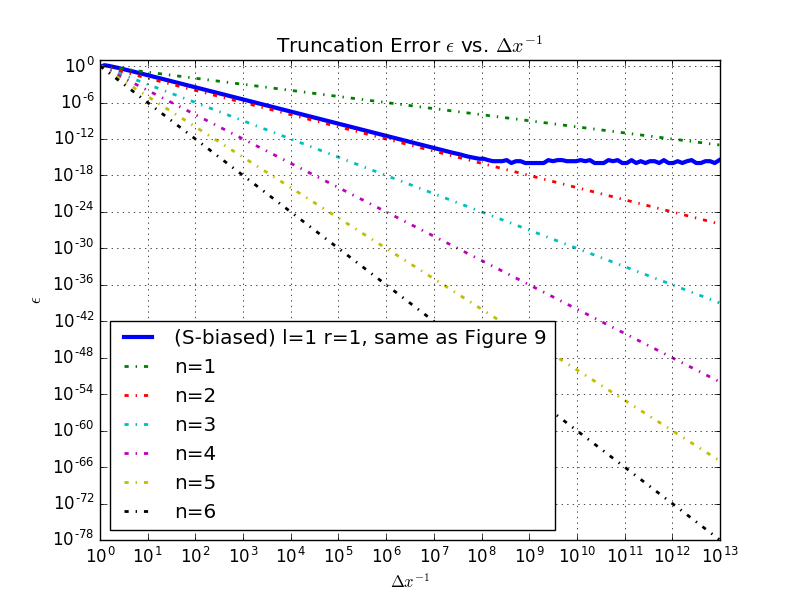 Truncation Error ϵ vs. Δx⁻¹
10⁰
10⁻⁶
10⁻¹²
10⁻¹⁸
10⁻²⁴
10⁻³⁰
10⁻³⁶
10⁻⁴²
10⁻⁴⁸
10⁻⁵⁴
10⁻⁶⁰
10⁻⁶⁶
10⁻⁷²
10⁻⁷⁸
ϵ
(S-biased) l=1 r=1, same as Figure 9
n=1
n=2
n=3
n=4
n=5
n=6
10⁰ 10¹ 10² 10³ 10⁴ 10⁵ 10⁶ 10⁷ 10⁸ 10⁹ 10¹⁰ 10¹¹ 10¹² 10¹³
Δx⁻¹